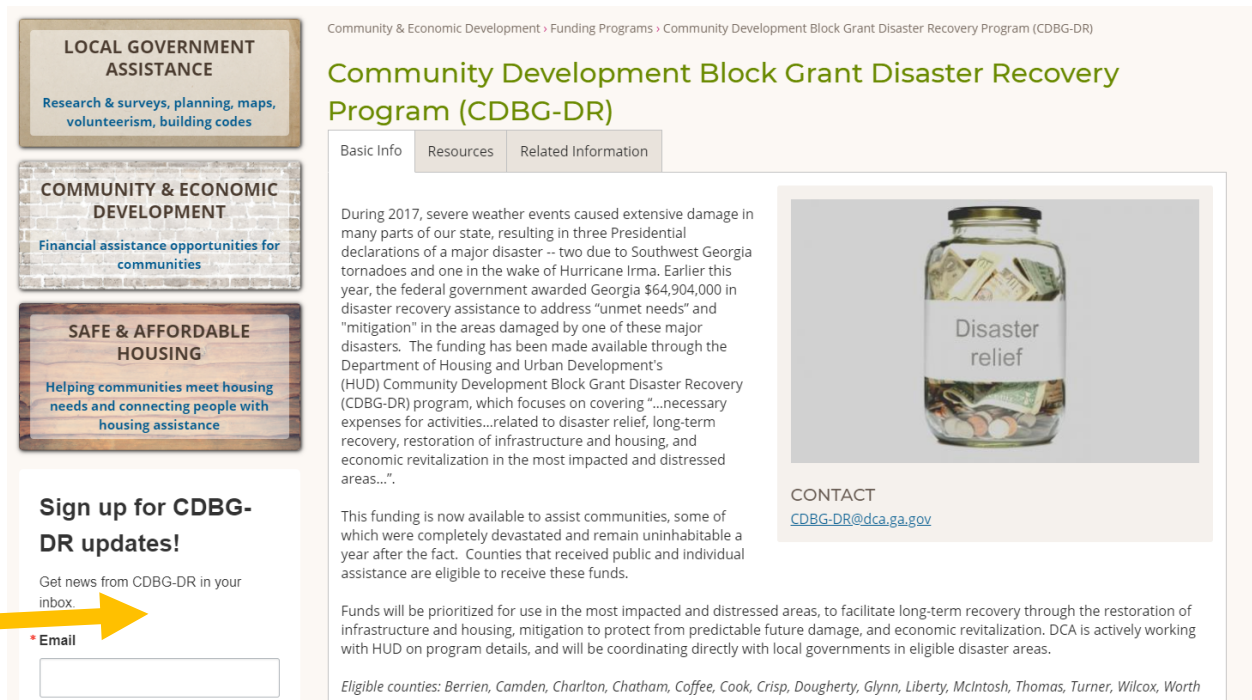 LOCAL GOVERNMENT
ASSISTANCE
Research & surveys, planning, maps,
volunteerism, building codes
COMMUNITY & ECONOMIC
DEVELOPMENT
Financial assistance opportunities for
communities
SAFE & AFFORDABLE
HOUSING
Helping communities meet housing
needs and connecting people with
housing assistance
Sign up for CDBG-
DR updates!
Get news from CDBG-DR in your
inbox.
* Email
Community & Economic Development › Funding Programs › Community Development Block Grant Disaster Recovery Program (CDBG-DR)
Community Development Block Grant Disaster Recovery
Program (CDBG-DR)
Basic Info Resources Related Information
During 2017, severe weather events caused extensive damage in
many parts of our state, resulting in three Presidential
declarations of a major disaster -- two due to Southwest Georgia
tornadoes and one in the wake of Hurricane Irma. Earlier this
year, the federal government awarded Georgia $64,904,000 in
disaster recovery assistance to address “unmet needs” and
"mitigation" in the areas damaged by one of these major
disasters. The funding has been made available through the
Department of Housing and Urban Development's
(HUD) Community Development Block Grant Disaster Recovery
(CDBG-DR) program, which focuses on covering “…necessary
expenses for activities…related to disaster relief, long-term
recovery, restoration of infrastructure and housing, and
economic revitalization in the most impacted and distressed
areas…”.
This funding is now available to assist communities, some of
which were completely devastated and remain uninhabitable a
year after the fact. Counties that received public and individual
assistance are eligible to receive these funds.
Disaster
relief
CONTACT
CDBG-DR@dca.ga.gov
Funds will be prioritized for use in the most impacted and distressed areas, to facilitate long-term recovery through the restoration of
infrastructure and housing, mitigation to protect from predictable future damage, and economic revitalization. DCA is actively working
with HUD on program details, and will be coordinating directly with local governments in eligible disaster areas.
Eligible counties: Berrien, Camden, Charlton, Chatham, Coffee, Cook, Crisp, Dougherty, Glynn, Liberty, McIntosh, Thomas, Turner, Wilcox, Worth